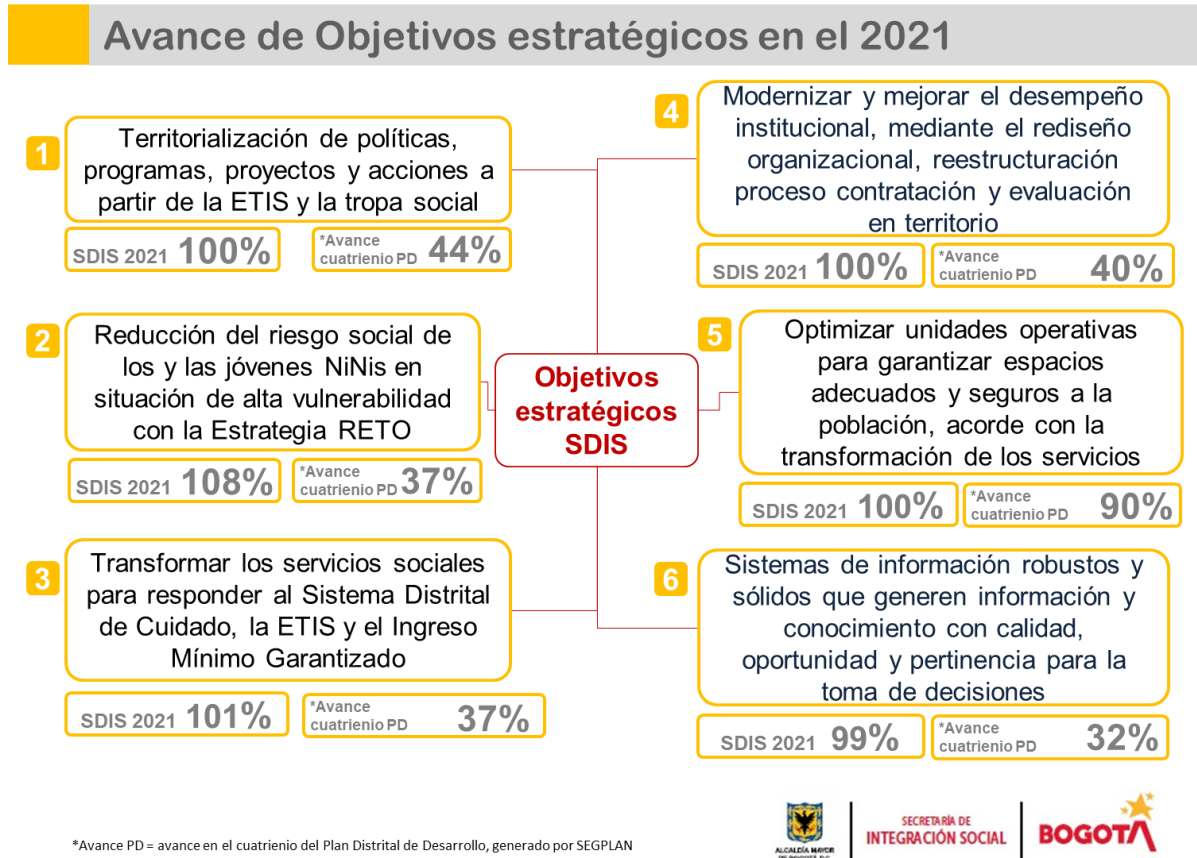 Avance de Objetivos estratégicos en el 2021
1
Territorialización de políticas,
programas, proyectos y acciones a
partir de la ETIS y la tropa social
SDIS 2021 100%
*Avance
cuatrienio PD 44%
2
Reducción del riesgo social de
los y las jóvenes NiNis en
situación de alta vulnerabilidad
con la Estrategia RETO
SDIS 2021 108%
*Avance
cuatrienio PD 37%
3
Transformar los servicios sociales
para responder al Sistema Distrital
de Cuidado, la ETIS y el Ingreso
Mínimo Garantizado
SDIS 2021 101%
*Avance
cuatrienio PD 37%
Objetivos
estratégicos
SDIS
4
Modernizar y mejorar el desempeño
institucional, mediante el rediseño
organizacional, reestructuración
proceso contratación y evaluación
en territorio
SDIS 2021 100%
*Avance
cuatrienio PD 40%
5
Optimizar unidades operativas
para garantizar espacios
adecuados y seguros a la
población, acorde con la
transformación de los servicios
SDIS 2021 100%
*Avance
cuatrienio PD 90%
6
Sistemas de información robustos y
sólidos que generen información y
conocimiento con calidad,
oportunidad y pertinencia para la
toma de decisiones
SDIS 2021 99%
*Avance
cuatrienio PD 32%
*Avance PD = avance en el cuatrienio del Plan Distrital de Desarrollo, generado por SEGPLAN
ALCALDÍA MAYOR
DE BOGOTÁ D.C.
SECRETARÍA DE
INTEGRACIÓN SOCIAL
BOGOTÁ